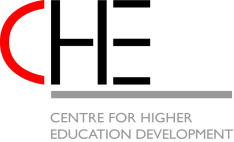 CHE
CENTRE FOR HIGHER
EDUCATION DEVELOPMENT